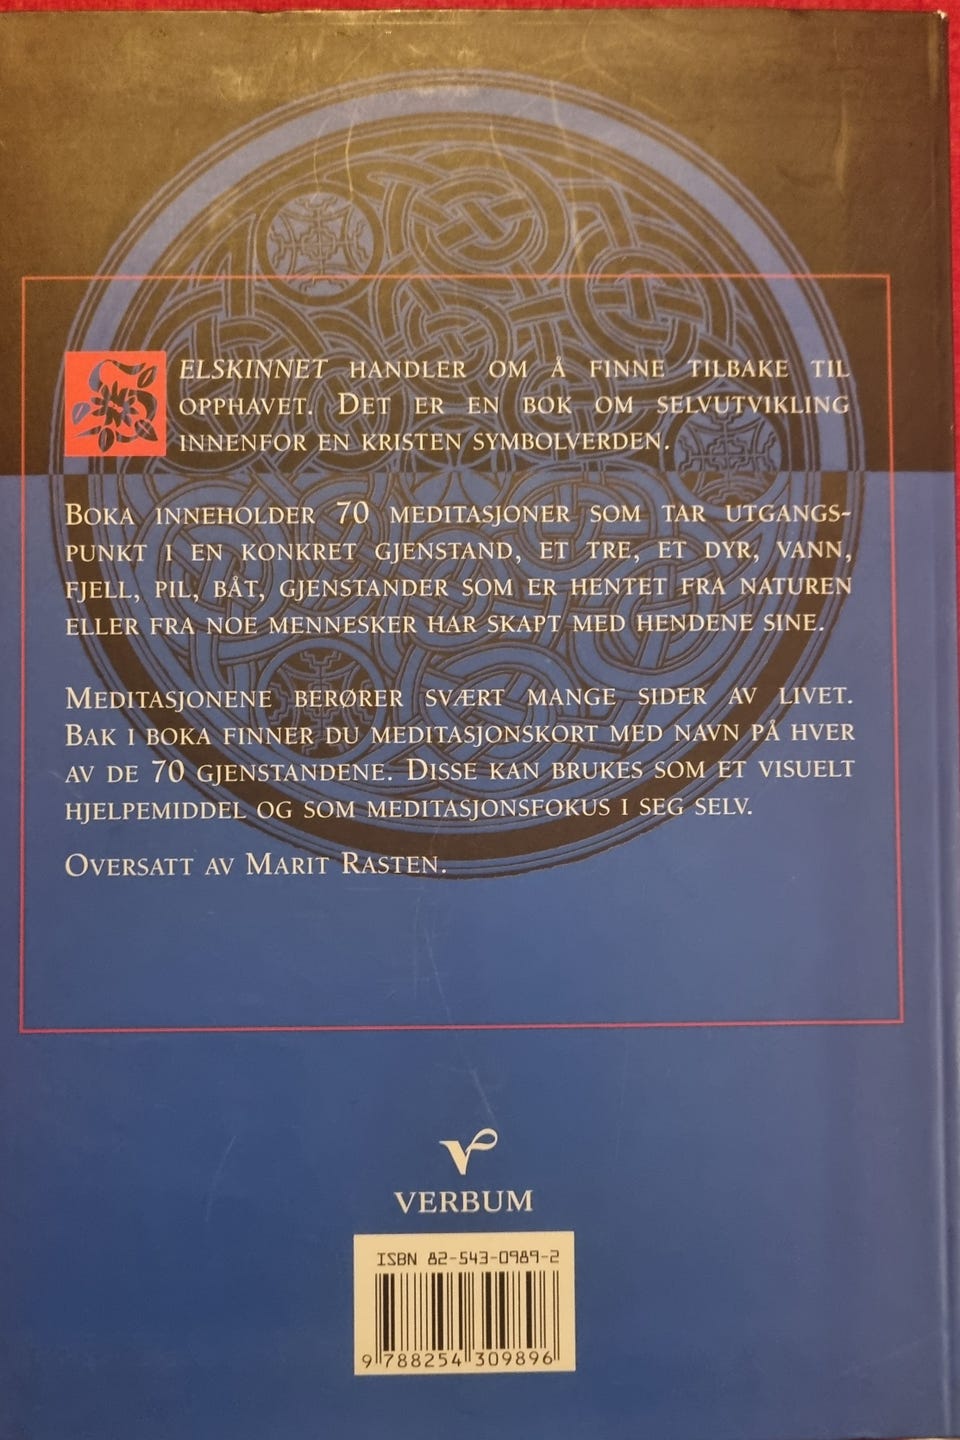 SELSKINNET HANDLER OM Å FINNE TILBAKE TIL
OPPHAVET. DET ER EN BOK OM SELVUTVIKLING
INNENFOR EN KRISTEN SYMBOLVERDEN.
BOKA INNEHOLDER 70 MEDITASJONER SOM TAR UTGANGS-
PUNKT I EN KONKRET GJENSTAND, ET TRE, ET DYR, VANN,
FJELL, PIL, BÅT, GJENSTANDER SOM ER HENTET FRA NATUREN
ELLER FRA NOE MENNESKER HAR SKAPT MED HENDENE SINE.
MEDITASJONENE BERØRER SVÆRT MANGE SIDER AV LIVET.
BAK I BOKA FINNER DU MEDITASJONSKORT MED NAVN PÅ HVER
AV DE 70 GJENSTANDENE. DISSE KAN BRUKES SOM ET VISUELT
HJELPEMIDDEL OG SOM MEDITASJONSFOKUS I SEG SELV.
OVERSATT AV MARIT RASTEN.
VERBUM
ISBN 82-543-0989-2
9 788254 309896